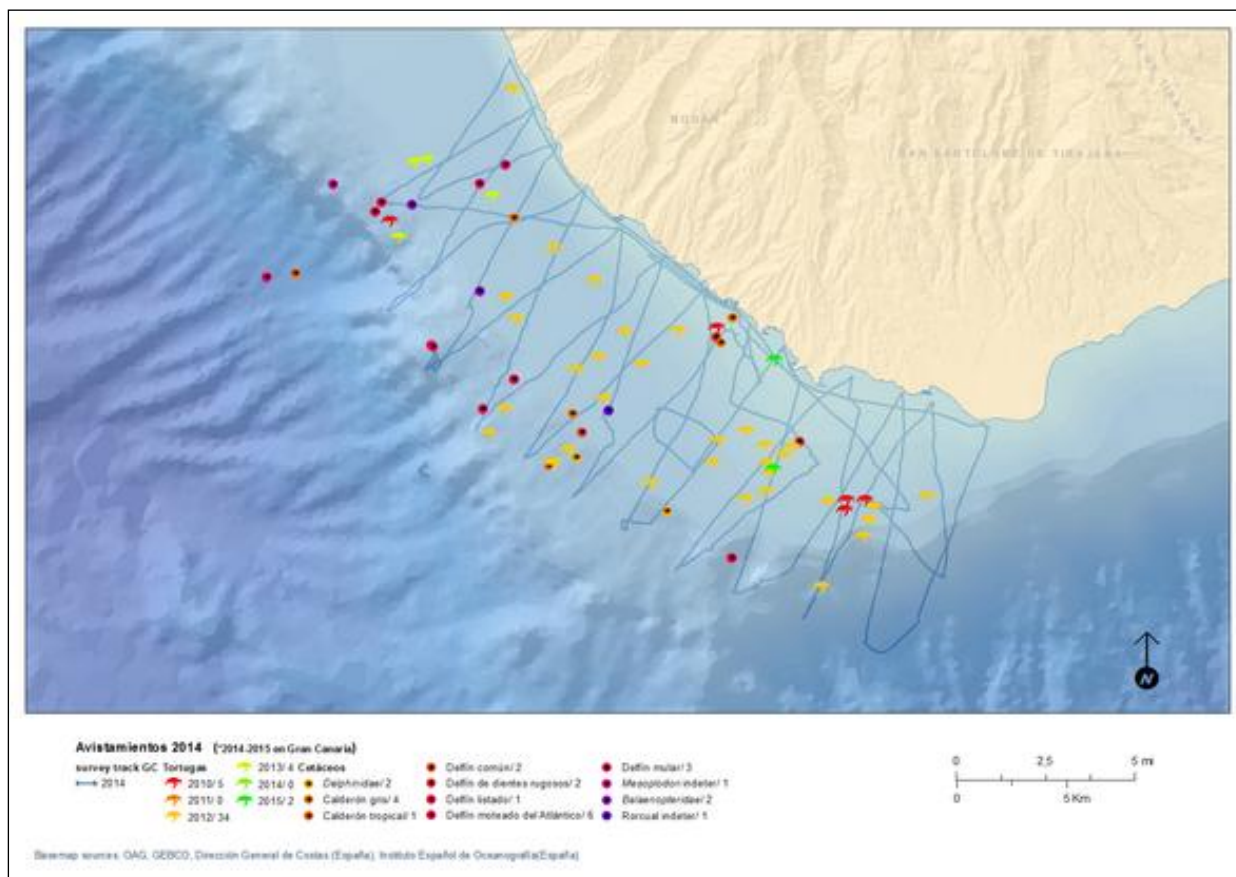 MOGÁN
SAN BARTOLOMÉ DE TIRAJANA
N
Avistamientos 2014 (*2014-2015 en Gran Canaria)
survey track GC
2014
Tortugas
2010/ 5
2011/ 0
2012/ 34
2013/ 4
2014/ 0
2015/ 2
Cetáceos
Delphinidae/ 2
Calderón gris/ 4
Calderón tropical/ 1
Delfín común/ 2
Delfín de dientes rugosos/ 2
Delfín listado/ 1
Delfín moteado del Atlántico/ 6
Delfín mular/ 3
Mesoplodon indeter/ 1
Balaenopteridae/ 2
Rorcual indeter/ 1
0 2,5 5 mi
0 5 Km
Basemap sources: OAG, GEBCO, Dirección General de Costas (España), Instituto Español de Oceanografía(España)